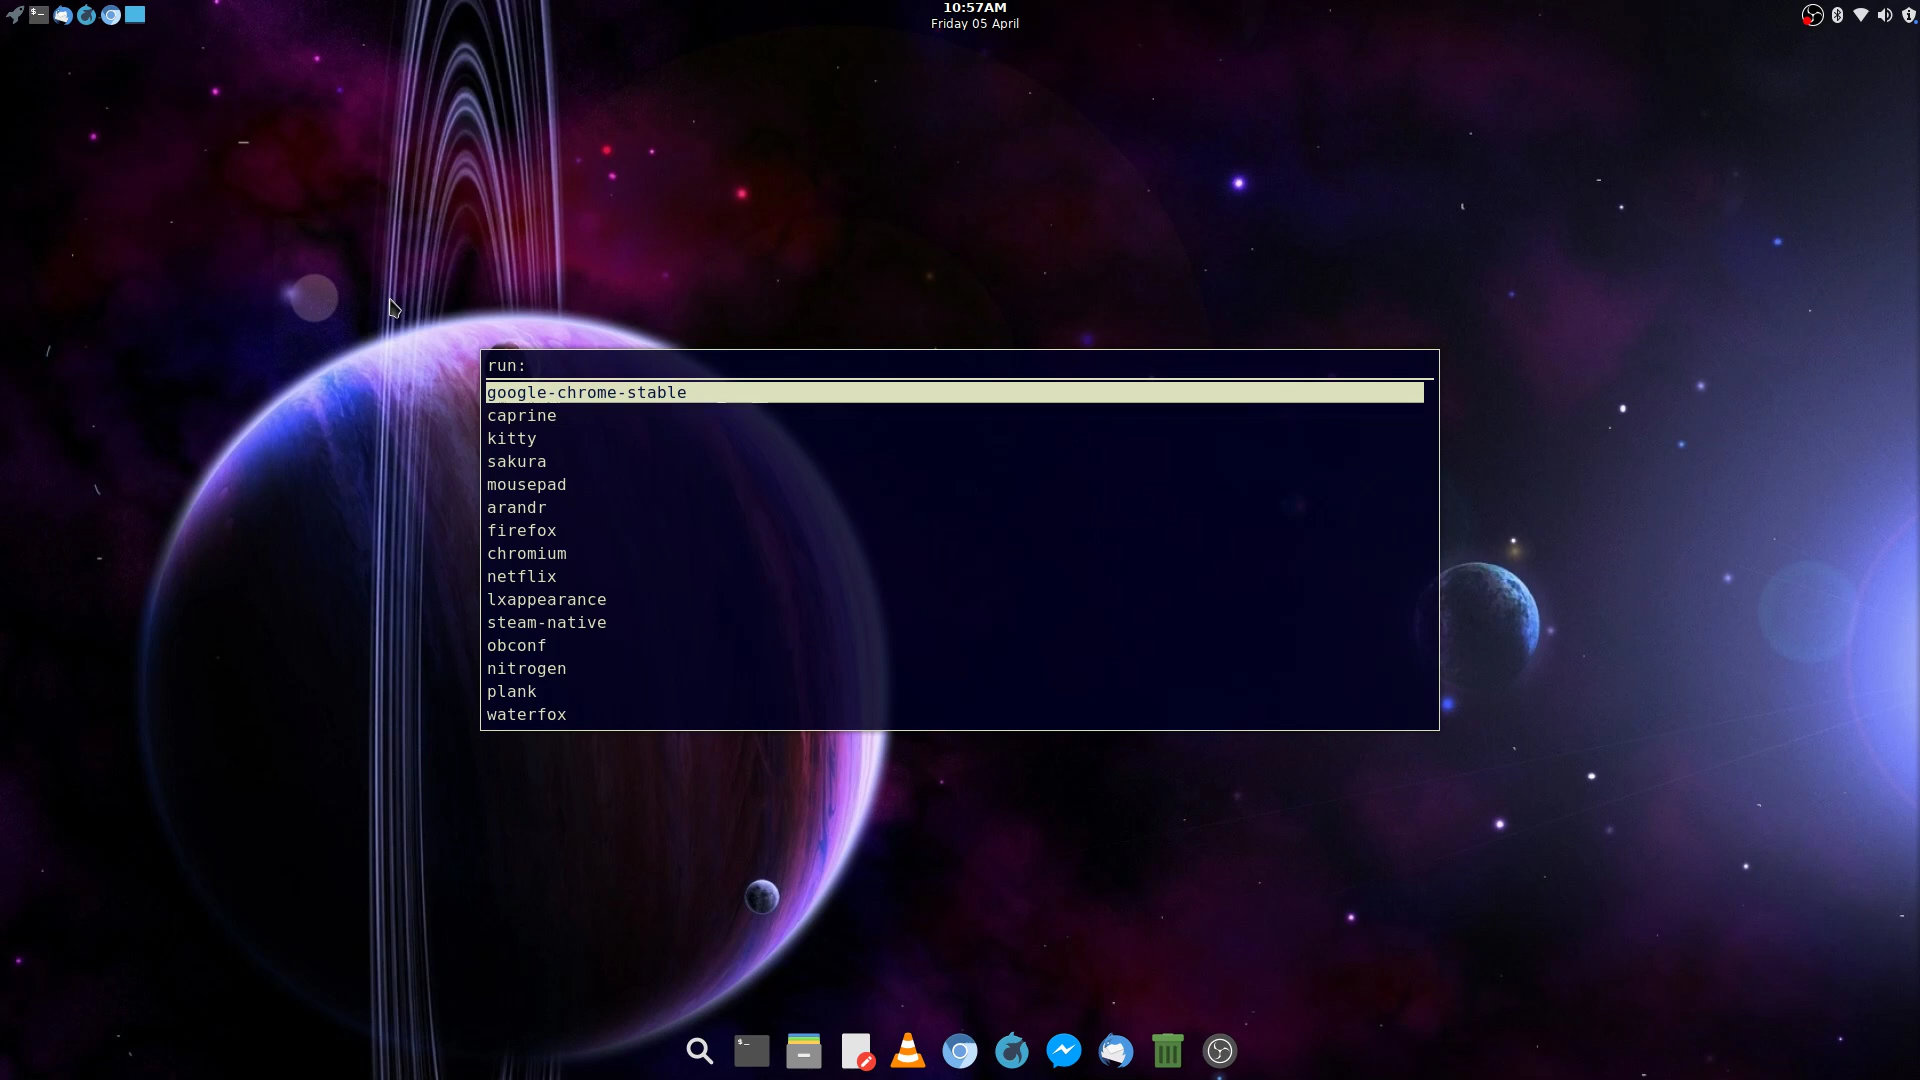 $_
10:57AM
Friday 05 April
run:
google-chrome-stable
caprine
kitty
sakura
mousepad
arandr
firefox
chromium
netflix
lxappearance
steam-native
obconf
nitrogen
plank
waterfox
$_